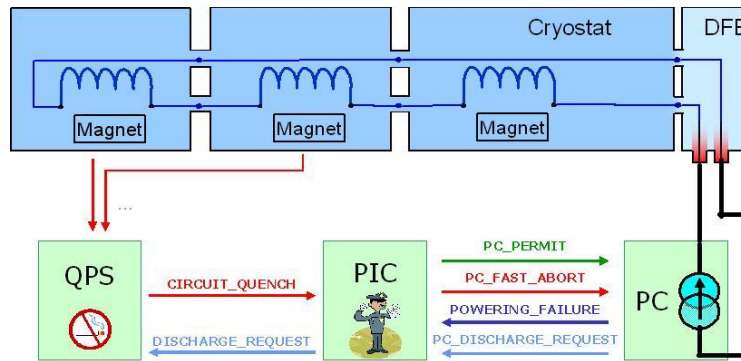 Cryostat
DFB
Magnet
Magnet
Magnet
...
QPS
CIRCUIT_QUENCH
DISCHARGE_REQUEST
PIC
PC_PERMIT
PC_FAST_ABORT
POWERING_FAILURE
PC_DISCHARGE_REQUEST
PC